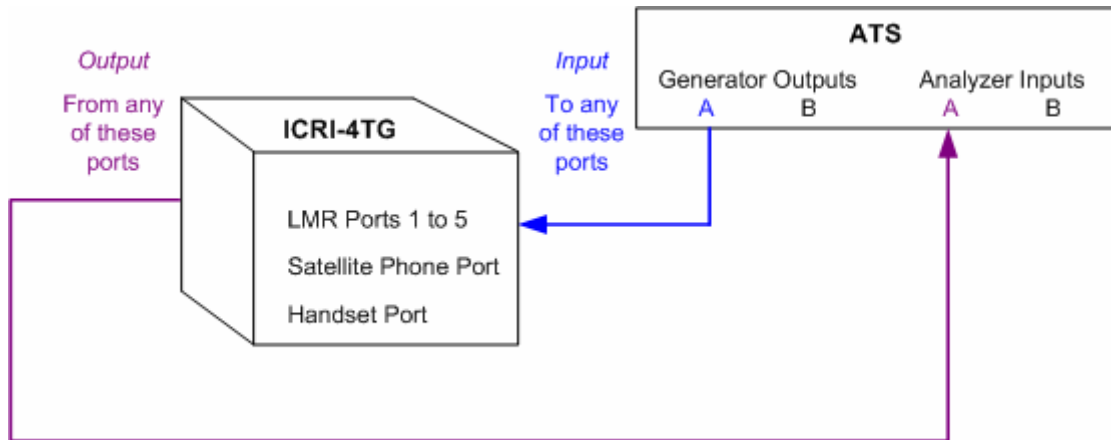 Output
From any
of these
ports
ICRI-4TG
LMR Ports 1 to 5
Satellite Phone Port
Handset Port
Input
To any
of these
ports
ATS
Generator Outputs
A B
Analyzer Inputs
A B